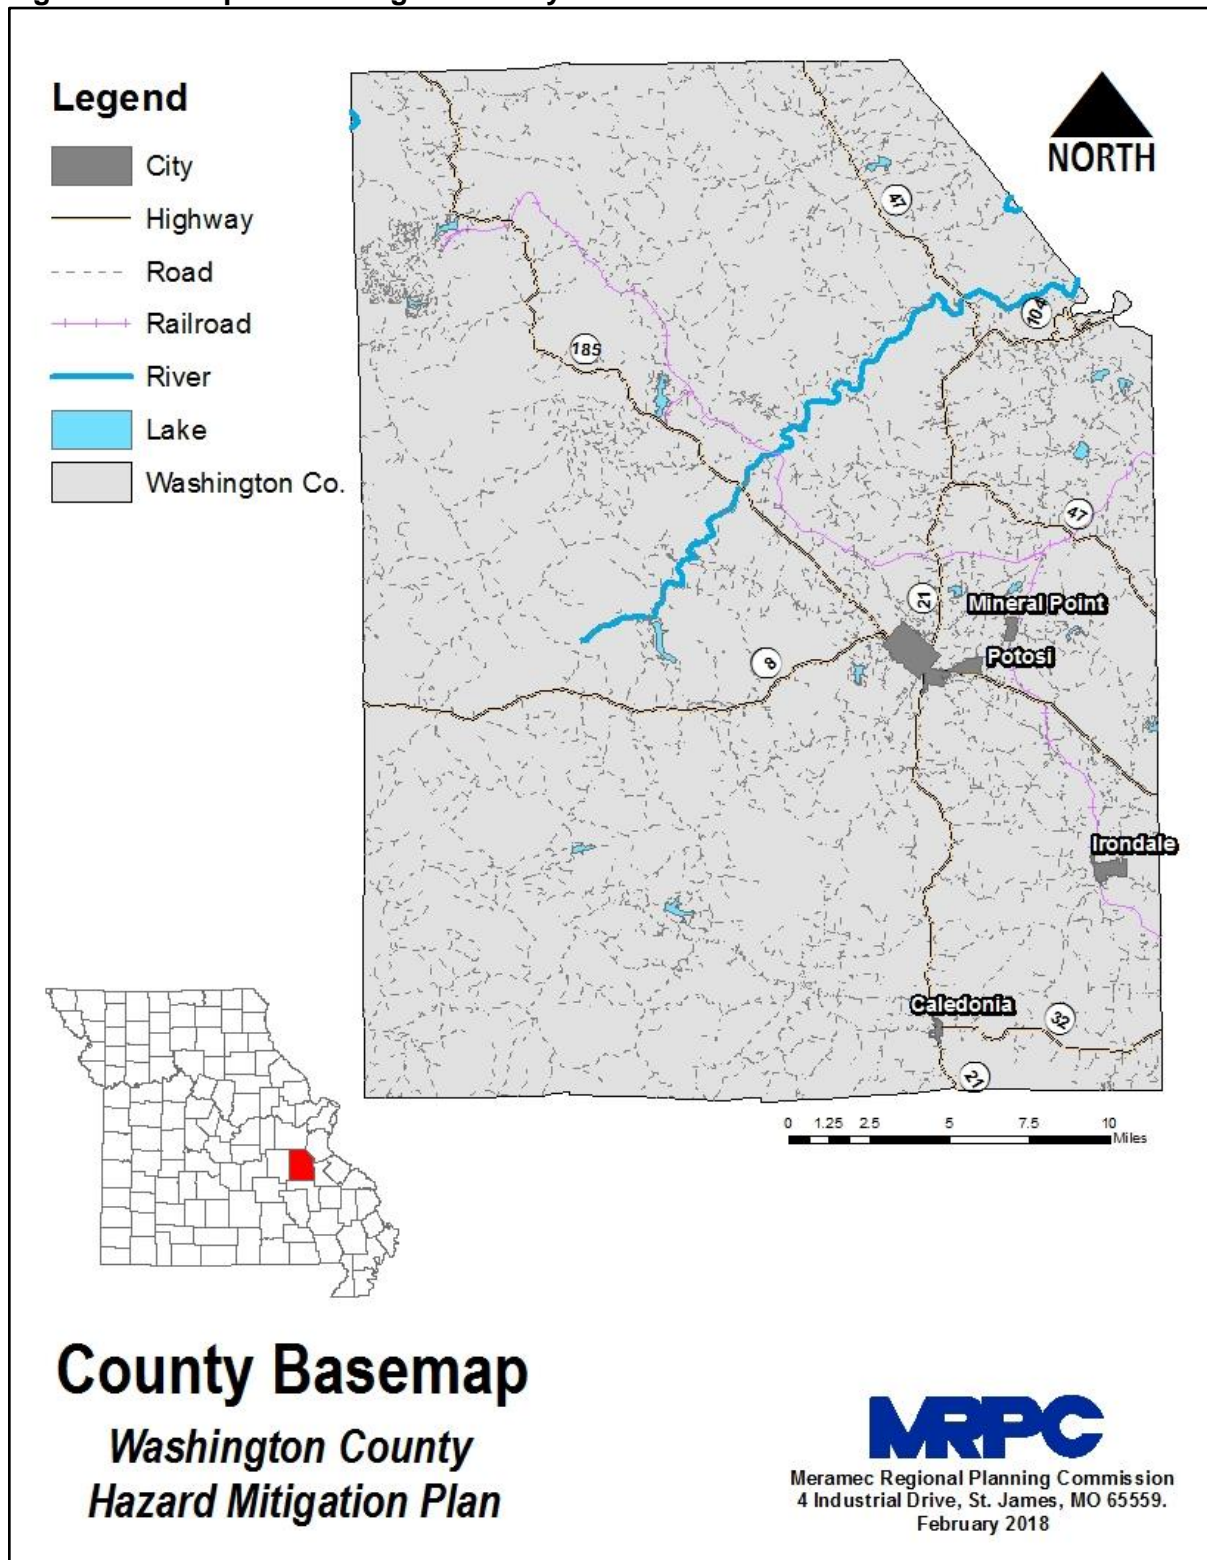 Legend
City
Highway
Road
Railroad
River
Lake
Washington Co.
NORTH
47
104
185
47
21
Mineral Point
8
Potosi
Irondale
Caledonia
32
21
0 1.25 2.5 5 7.5 10
Miles
County Basemap
Washington County
Hazard Mitigation Plan
MRPC
Meramec Regional Planning Commission
4 Industrial Drive, St. James, MO 65559.
February 2018